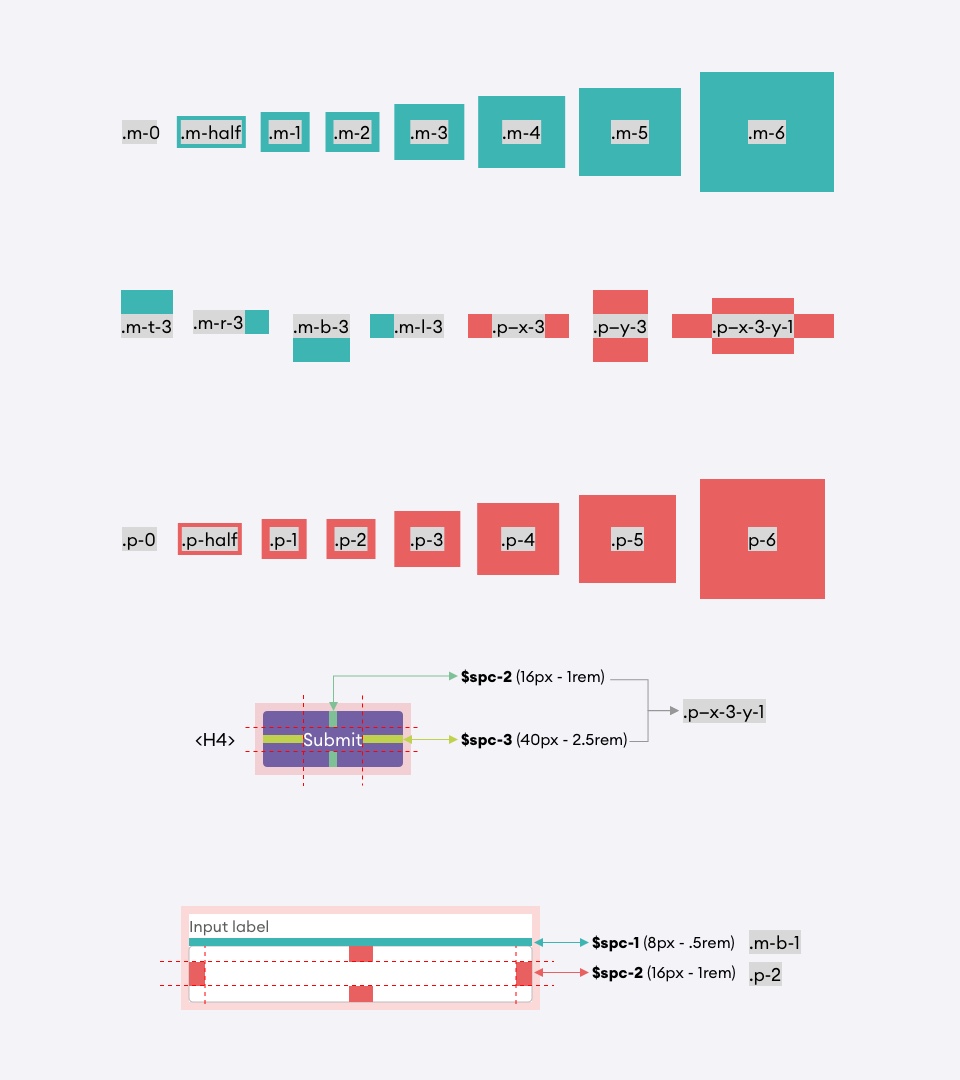 .m-0 .m-half .m-1 .m-2 .m-3 .m-4 .m-5 .m-6
.m-t-3 .m-r-3 .m-b-3 .m-l-3 .p–x-3 .p–y-3 .p–x-3-y-1
.p-0 .p-half .p-1 .p-2 .p-3 .p-4 .p-5 p-6
$spc-2 (16px - 1rem)
.p–x-3-y-1
<H4> Submit $spc-3 (40px - 2.5rem)
Input label
$spc-1 (8px - .5rem) .m-b-1
$spc-2 (16px - 1rem) .p-2